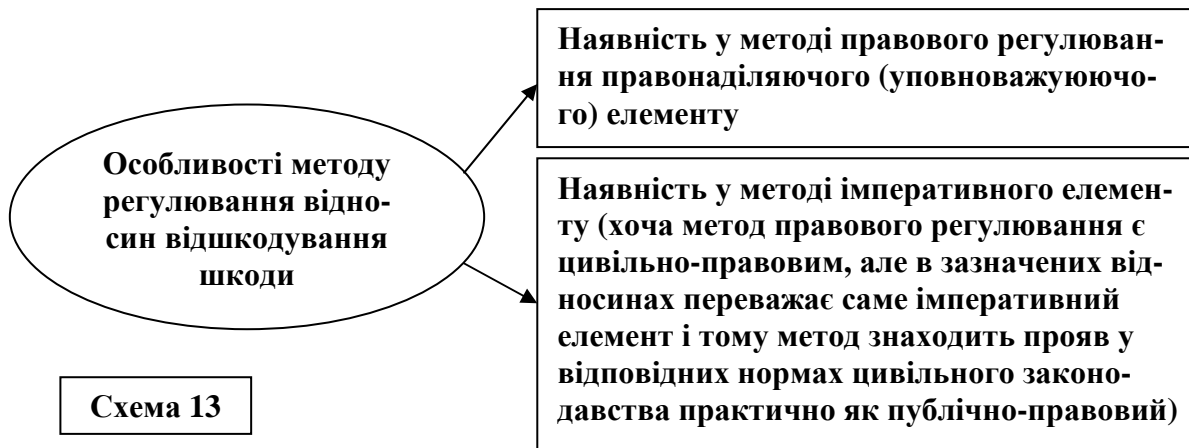 Особливості методу
регулювання відно-
син відшкодування
шкоди
Наявність у методі правового регулюван-
ня правонаділяючого (уповноважуюючо-
го) елементу
Наявність у методі імперативного елемен-
ту (хоча метод правового регулювання є
цивільно-правовим, але в зазначених від-
носинах переважає саме імперативний
елемент і тому метод знаходить прояв у
відповідних нормах цивільного законо-
давства практично як публічно-правовий)
Схема 13